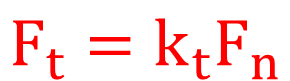 Fₜ = kₜFₙ